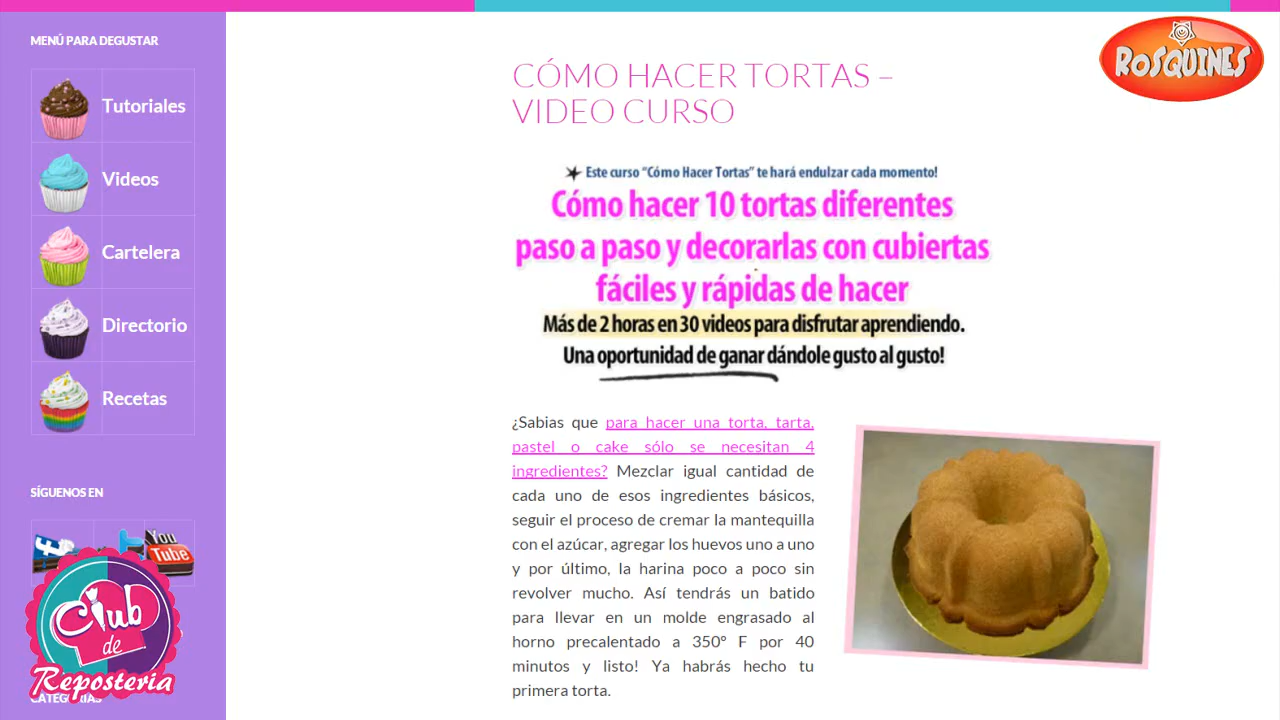 MENÚ PARA DEGUSTAR
Tutoriales
Videos
Cartelera
Directorio
Recetas
SÍGUENOS EN
You
Tube
Club
de
Reposteria
CATEGORIAS
ROSQUINES
CÓMO HACER TORTAS –
VIDEO CURSO
Este curso "Cómo Hacer Tortas" te hará endulzar cada momento!
Cómo hacer 10 tortas diferentes
paso a paso y decorarlas con cubiertas
fáciles y rápidas de hacer
Más de 2 horas en 30 videos para disfrutar aprendiendo.
Una oportunidad de ganar dándole gusto al gusto!
¿Sabias que para hacer una torta, tarta,
pastel o cake sólo se necesitan 4
ingredientes? Mezclar igual cantidad de
cada uno de esos ingredientes básicos,
seguir el proceso de cremar la mantequilla
con el azúcar, agregar los huevos uno a uno
y por último, la harina poco a poco sin
revolver mucho. Así tendrás un batido
para llevar en un molde engrasado al
horno precalentado a 350º F por 40
minutos y listo! Ya habrás hecho tu
primera torta.